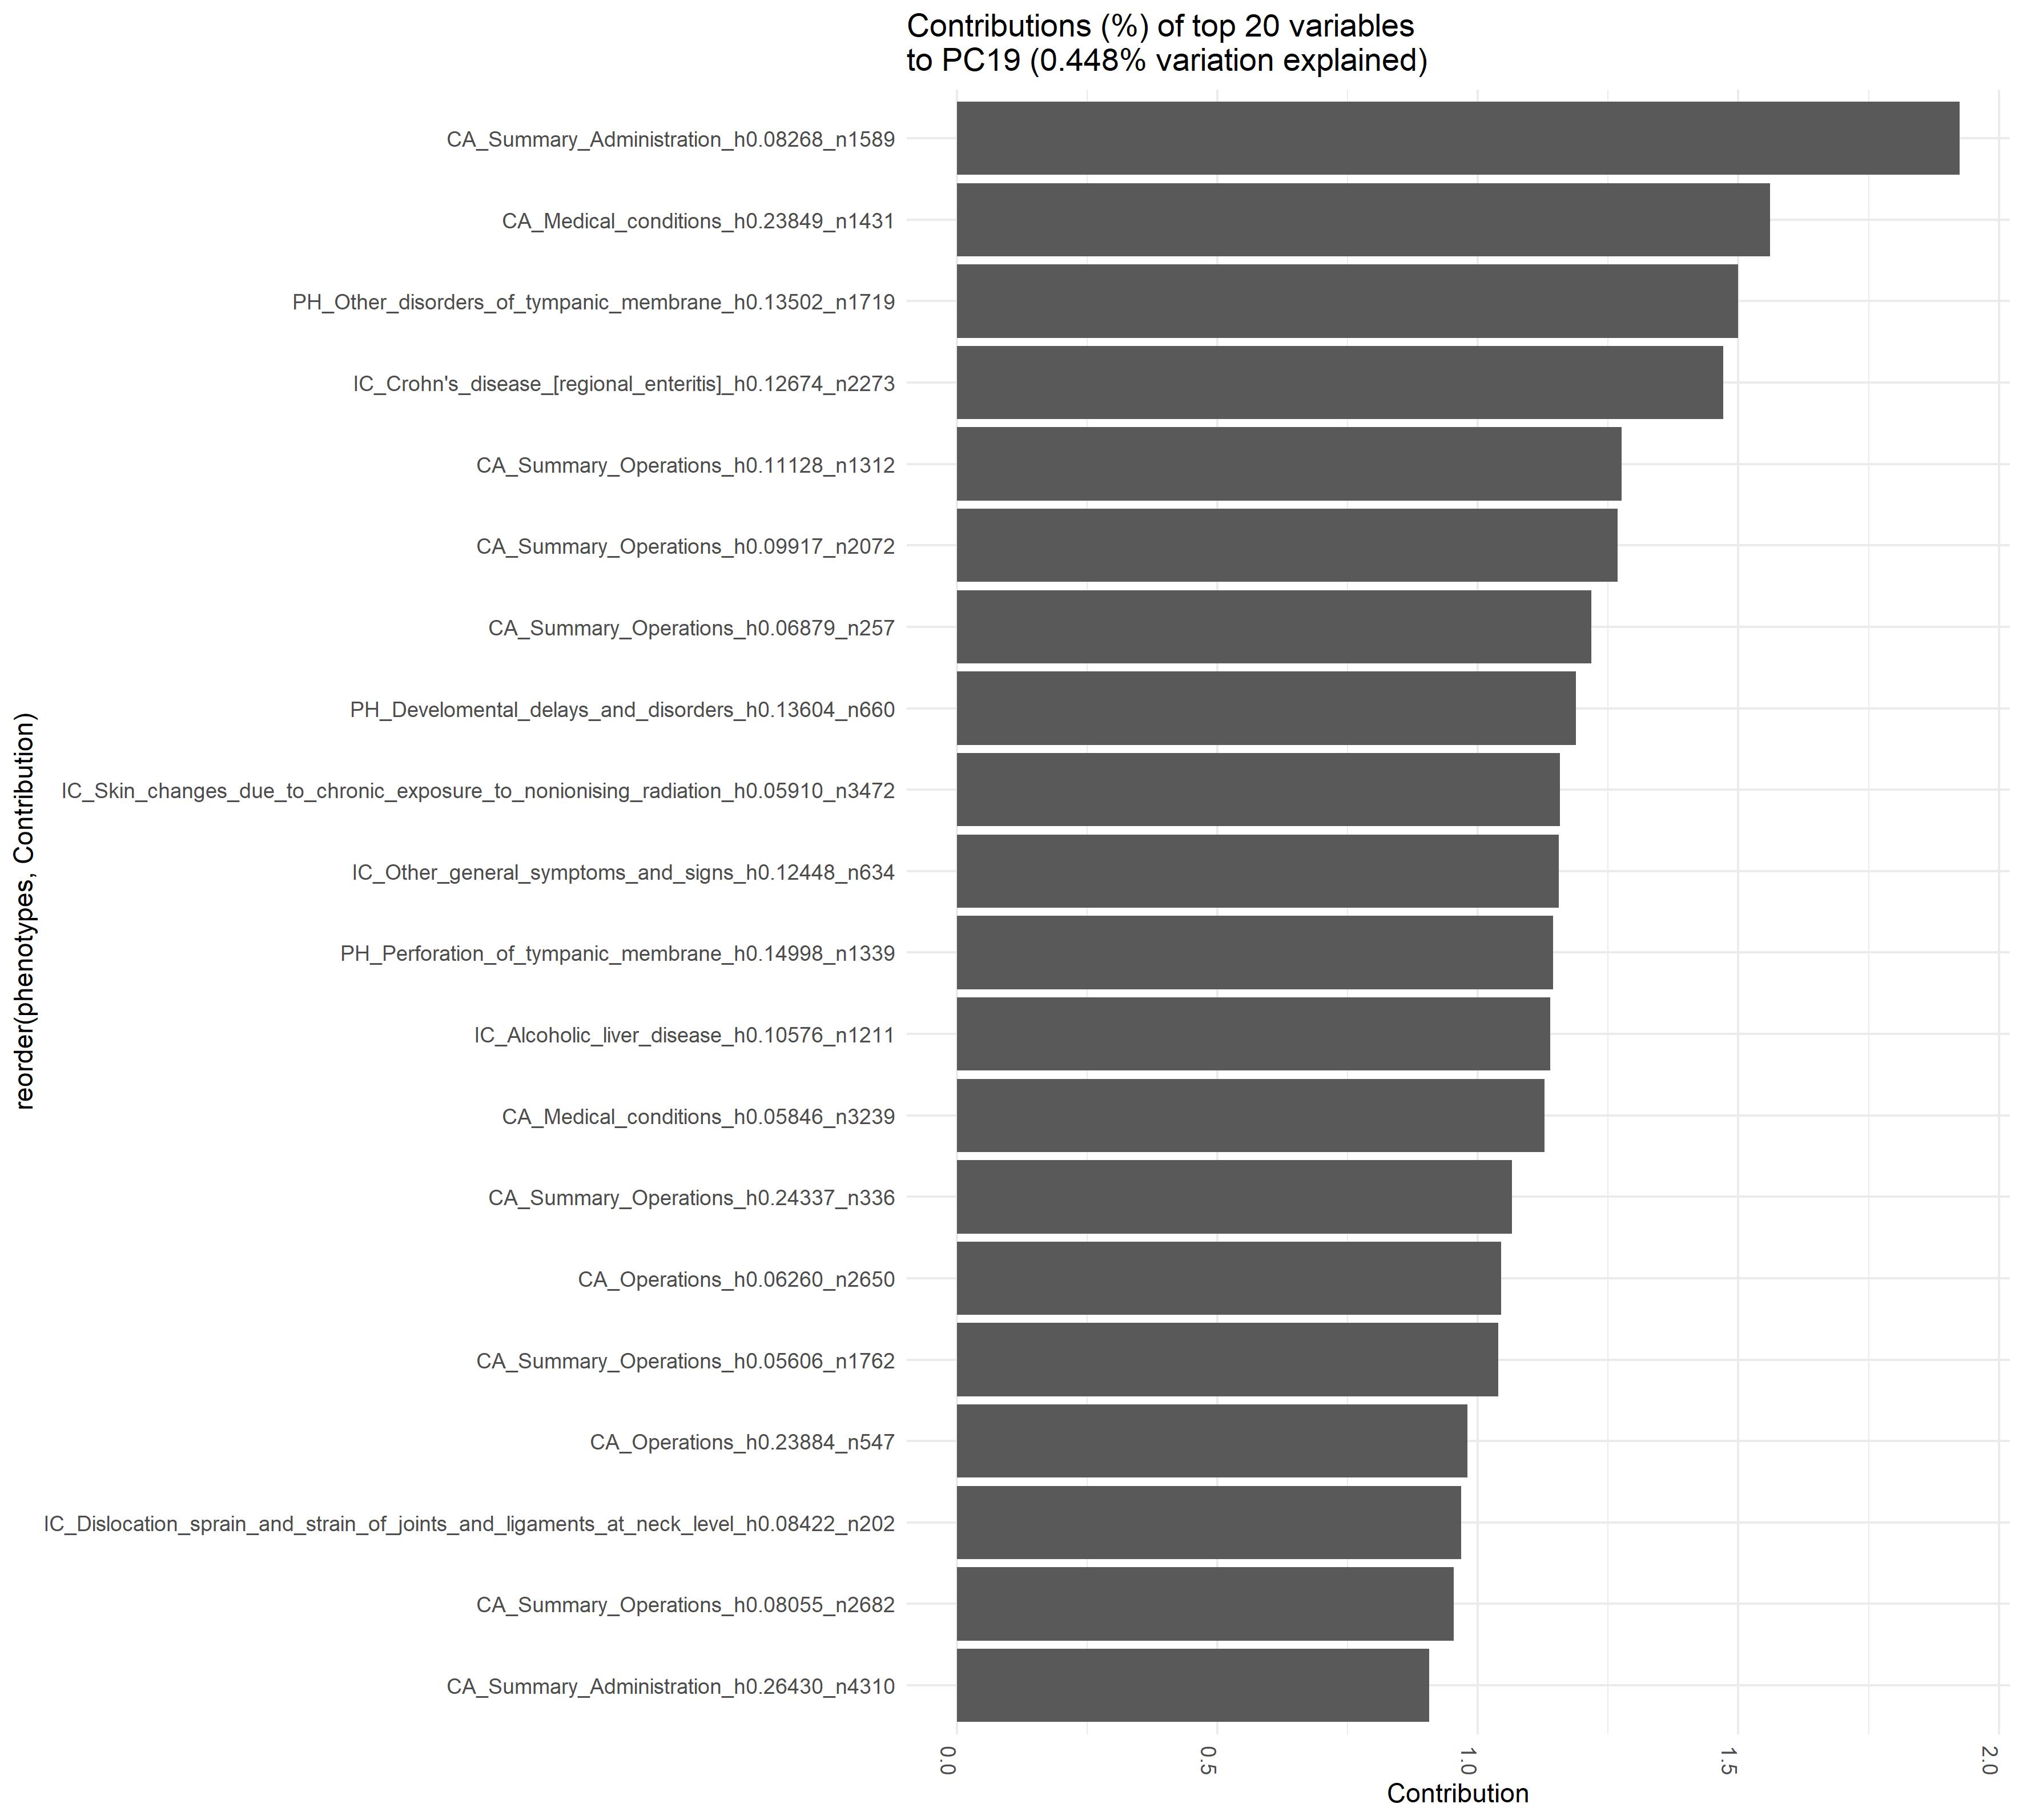 Contributions (%) of top 20 variables
to PC19 (0.448% variation explained)
CA_Summary_Administration_h0.08268_n1589
CA_Medical_conditions_h0.23849_n1431
PH_Other_disorders_of_tympanic_membrane_h0.13502_n1719
IC_Crohn's_disease_[regional_enteritis]_h0.12674_n2273
CA_Summary_Operations_h0.11128_n1312
CA_Summary_Operations_h0.09917_n2072
CA_Summary_Operations_h0.06879_n257
PH_Develomental_delays_and_disorders_h0.13604_n660
IC_Skin_changes_due_to_chronic_exposure_to_nonionising_radiation_h0.05910_n3472
IC_Other_general_symptoms_and_signs_h0.12448_n634
PH_Perforation_of_tympanic_membrane_h0.14998_n1339
IC_Alcoholic_liver_disease_h0.10576_n1211
CA_Medical_conditions_h0.05846_n3239
CA_Summary_Operations_h0.24337_n336
CA_Operations_h0.06260_n2650
CA_Summary_Operations_h0.05606_n1762
CA_Operations_h0.23884_n547
IC_Dislocation_sprain_and_strain_of_joints_and_ligaments_at_neck_level_h0.08422_n202
CA_Summary_Operations_h0.08055_n2682
CA_Summary_Administration_h0.26430_n4310
reorder(phenotypes, Contribution)
0.0
0.5
1.0
1.5
2.0
Contribution